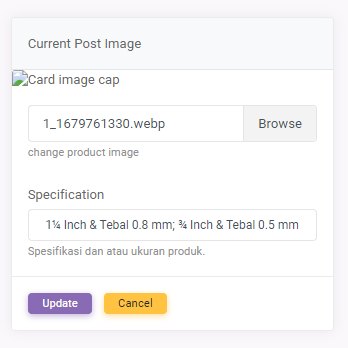 Current Post Image
Card image cap
1_1679761330.webp
Browse
change product image
Specification
1¼ Inch & Tebal 0.8 mm; ¾ Inch & Tebal 0.5 mm
Spesifikasi dan atau ukuran produk.
Update
Cancel